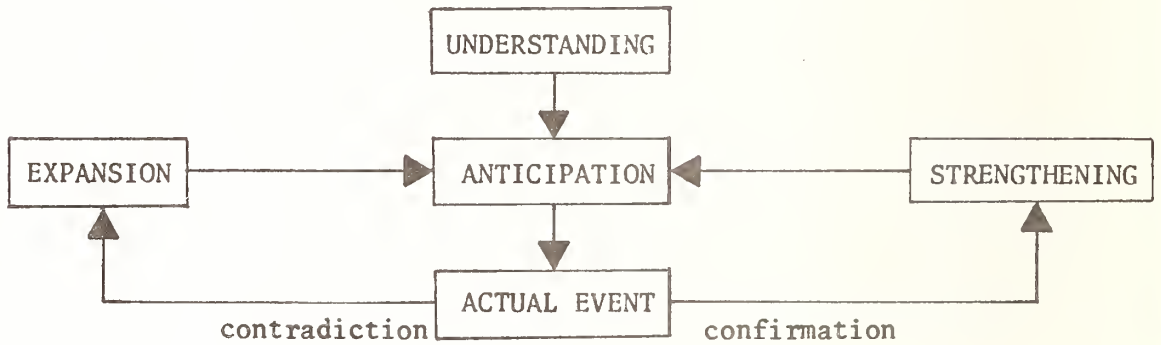 UNDERSTANDING
EXPANSION
ANTICIPATION
STRENGTHENING
ACTUAL EVENT
contradiction
confirmation